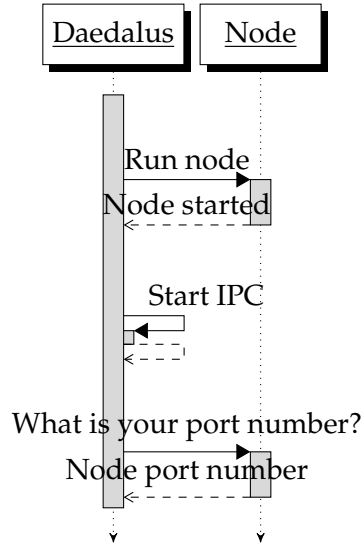 Daedalus
Node
Run node
Node started
Start IPC
What is your port number?
Node port number